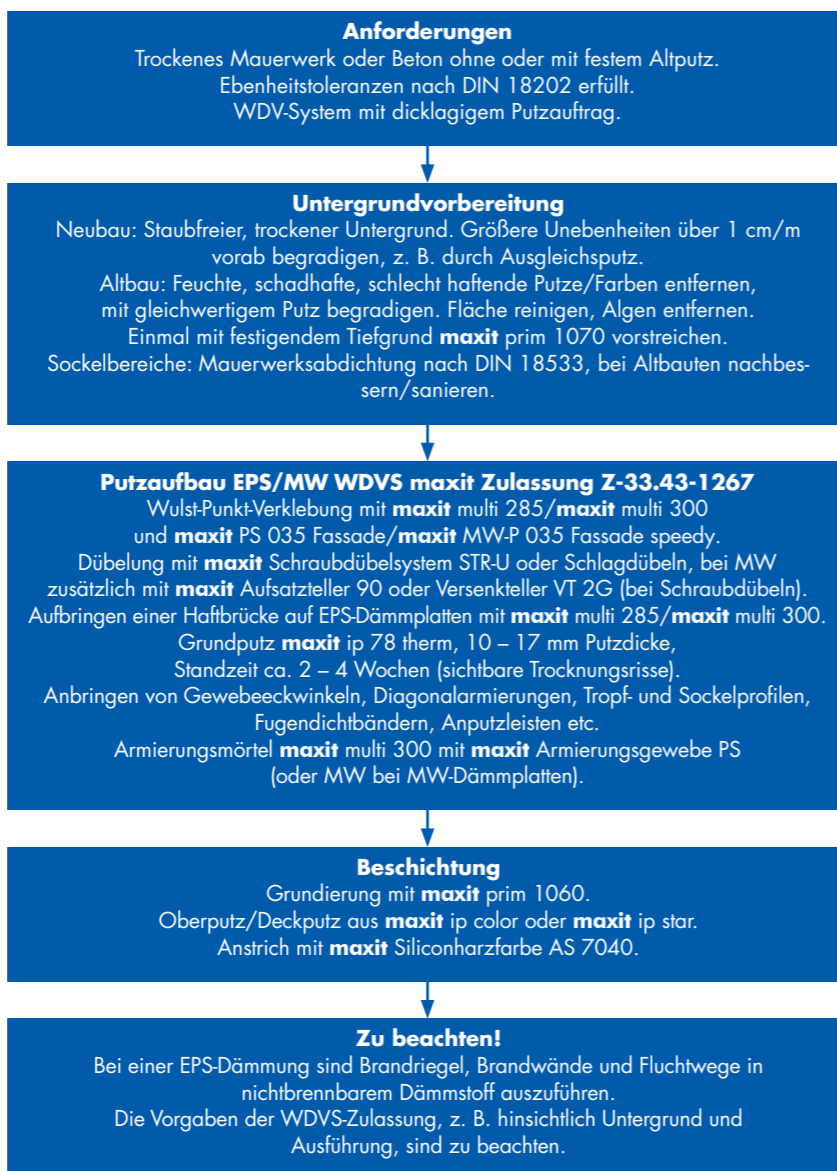 Anforderungen
Trockenes Mauerwerk oder Beton ohne oder mit festem Altputz.
Ebenheitstoleranzen nach DIN 18202 erfüllt.
WDV-System mit dicklagigem Putzauftrag.
Untergrundvorbereitung
Neubau: Staubfreier, trockener Untergrund. Größere Unebenheiten über 1 cm/m
vorab begradigen, z. B. durch Ausgleichsputz.
Altbau: Feuchte, schadhafte, schlecht haftende Putze/Farben entfernen,
mit gleichwertigem Putz begradigen. Fläche reinigen, Algen entfernen.
Einmal mit festigendem Tiefgrund maxit prim 1070 vorstreichen.
Sockelbereiche: Mauerwerksabdichtung nach DIN 18533, bei Altbauten nachbes-
sern/sanieren.
Putzaufbau EPS/MW WDVS maxit Zulassung Z-33.43-1267
Wulst-Punkt-Verklebung mit maxit multi 285/maxit multi 300
und maxit PS 035 Fassade/maxit MW-P 035 Fassade speedy.
Dübelung mit maxit Schraubdübelsystem STR-U oder Schlagdübeln, bei MW
zusätzlich mit maxit Aufsatzteller 90 oder Versenkteller VT 2G (bei Schraubdübeln).
Aufbringen einer Haftbrücke auf EPS-Dämmplatten mit maxit multi 285/maxit multi 300.
Grundputz maxit ip 78 therm, 10 – 17 mm Putzdicke,
Standzeit ca. 2 – 4 Wochen (sichtbare Trocknungsrisse).
Anbringen von Gewebeeckwinkeln, Diagonalarmierungen, Tropf- und Sockelprofilen,
Fugendichtbändern, Anputzleisten etc.
Armierungsmörtel maxit multi 300 mit maxit Armierungsgewebe PS
(oder MW bei MW-Dämmplatten).
Beschichtung
Grundierung mit maxit prim 1060.
Oberputz/Deckputz aus maxit ip color oder maxit ip star.
Anstrich mit maxit Siliconharzfarbe AS 7040.
Zu beachten!
Bei einer EPS-Dämmung sind Brandriegel, Brandwände und Fluchtwege in
nichtbrennbarem Dämmstoff auszuführen.
Die Vorgaben der WDVS-Zulassung, z. B. hinsichtlich Untergrund und
Ausführung, sind zu beachten.